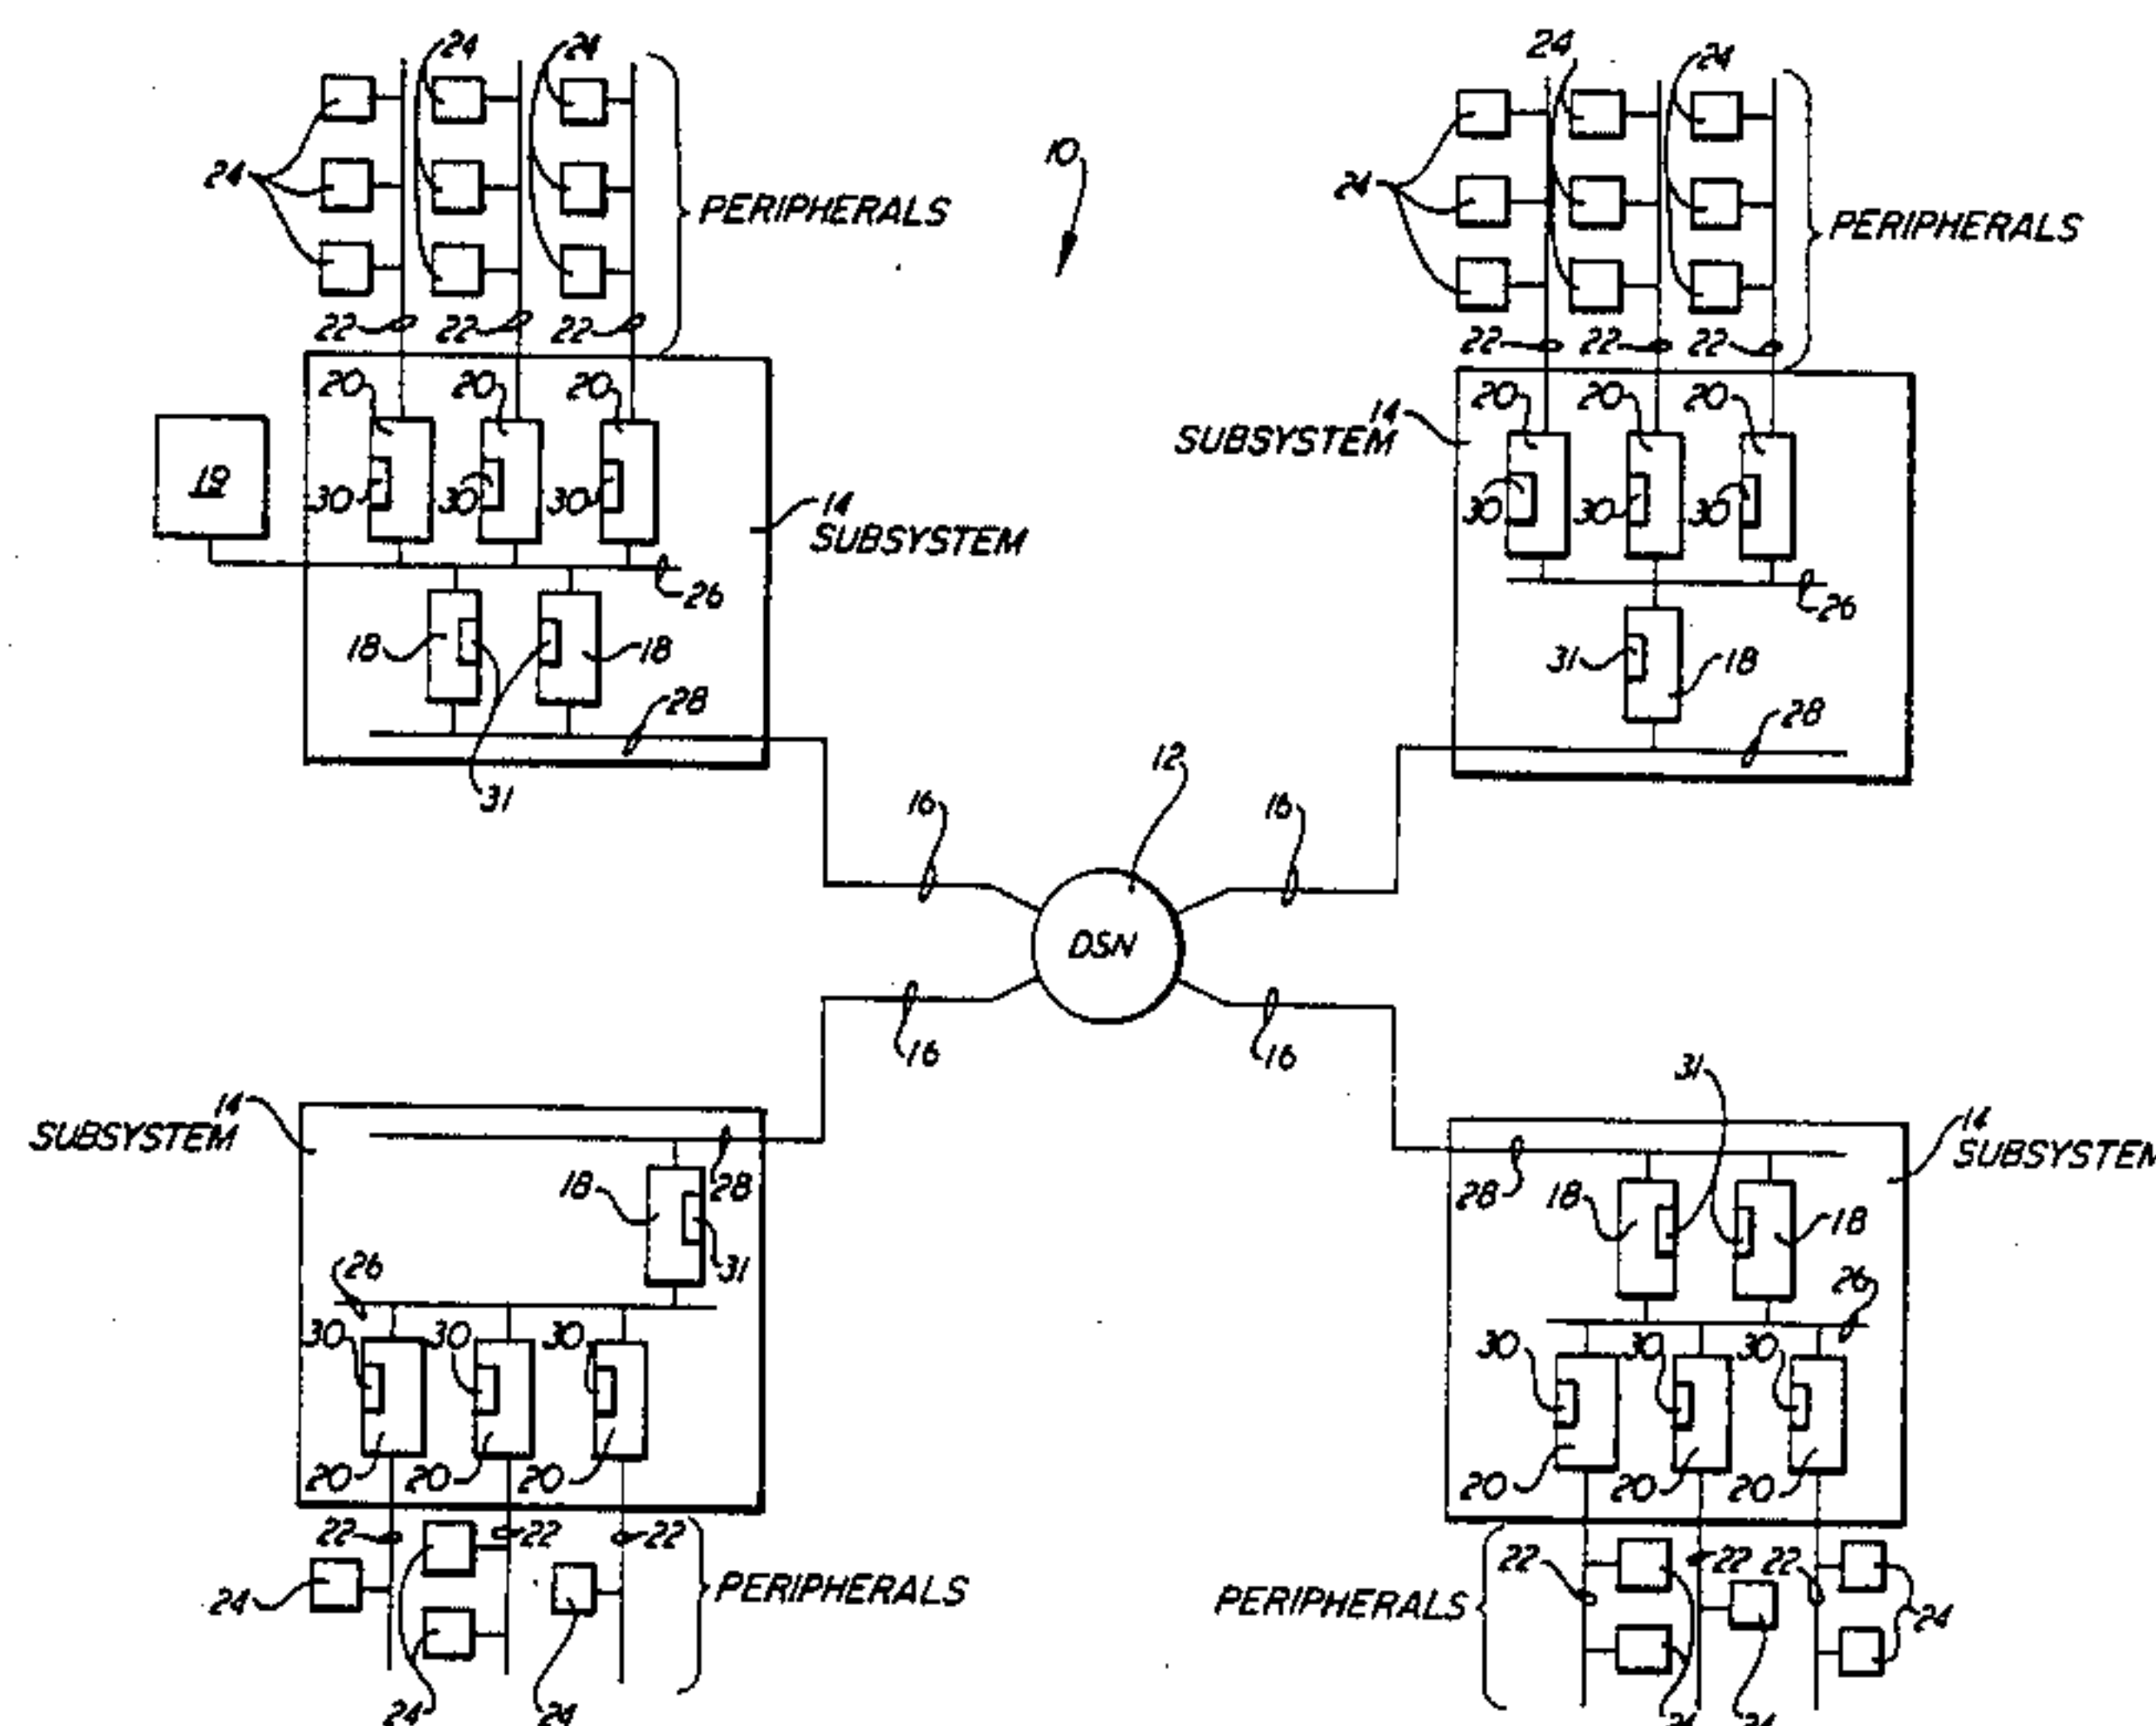 24 24 24 24
10
24 PERIPHERALS 24 PERIPHERALS
22 22 22 22 22 22
20 20 20 14 20 20 20
SUBSYSTEM
19 30 30 30 14 30 30 30
SUBSYSTEM
26 26
18 18 31 18
28 28
31 12
16 16
DSN
16 16
31
14 14
SUBSYSTEM SUBSYSTEM
18 28 28 18 18
31
26 26
30 30 30 30 30 30
20 20 20 20 20 20
22 22 22 22 22 22
24 PERIPHERALS PERIPHERALS 24
24 24 24 24